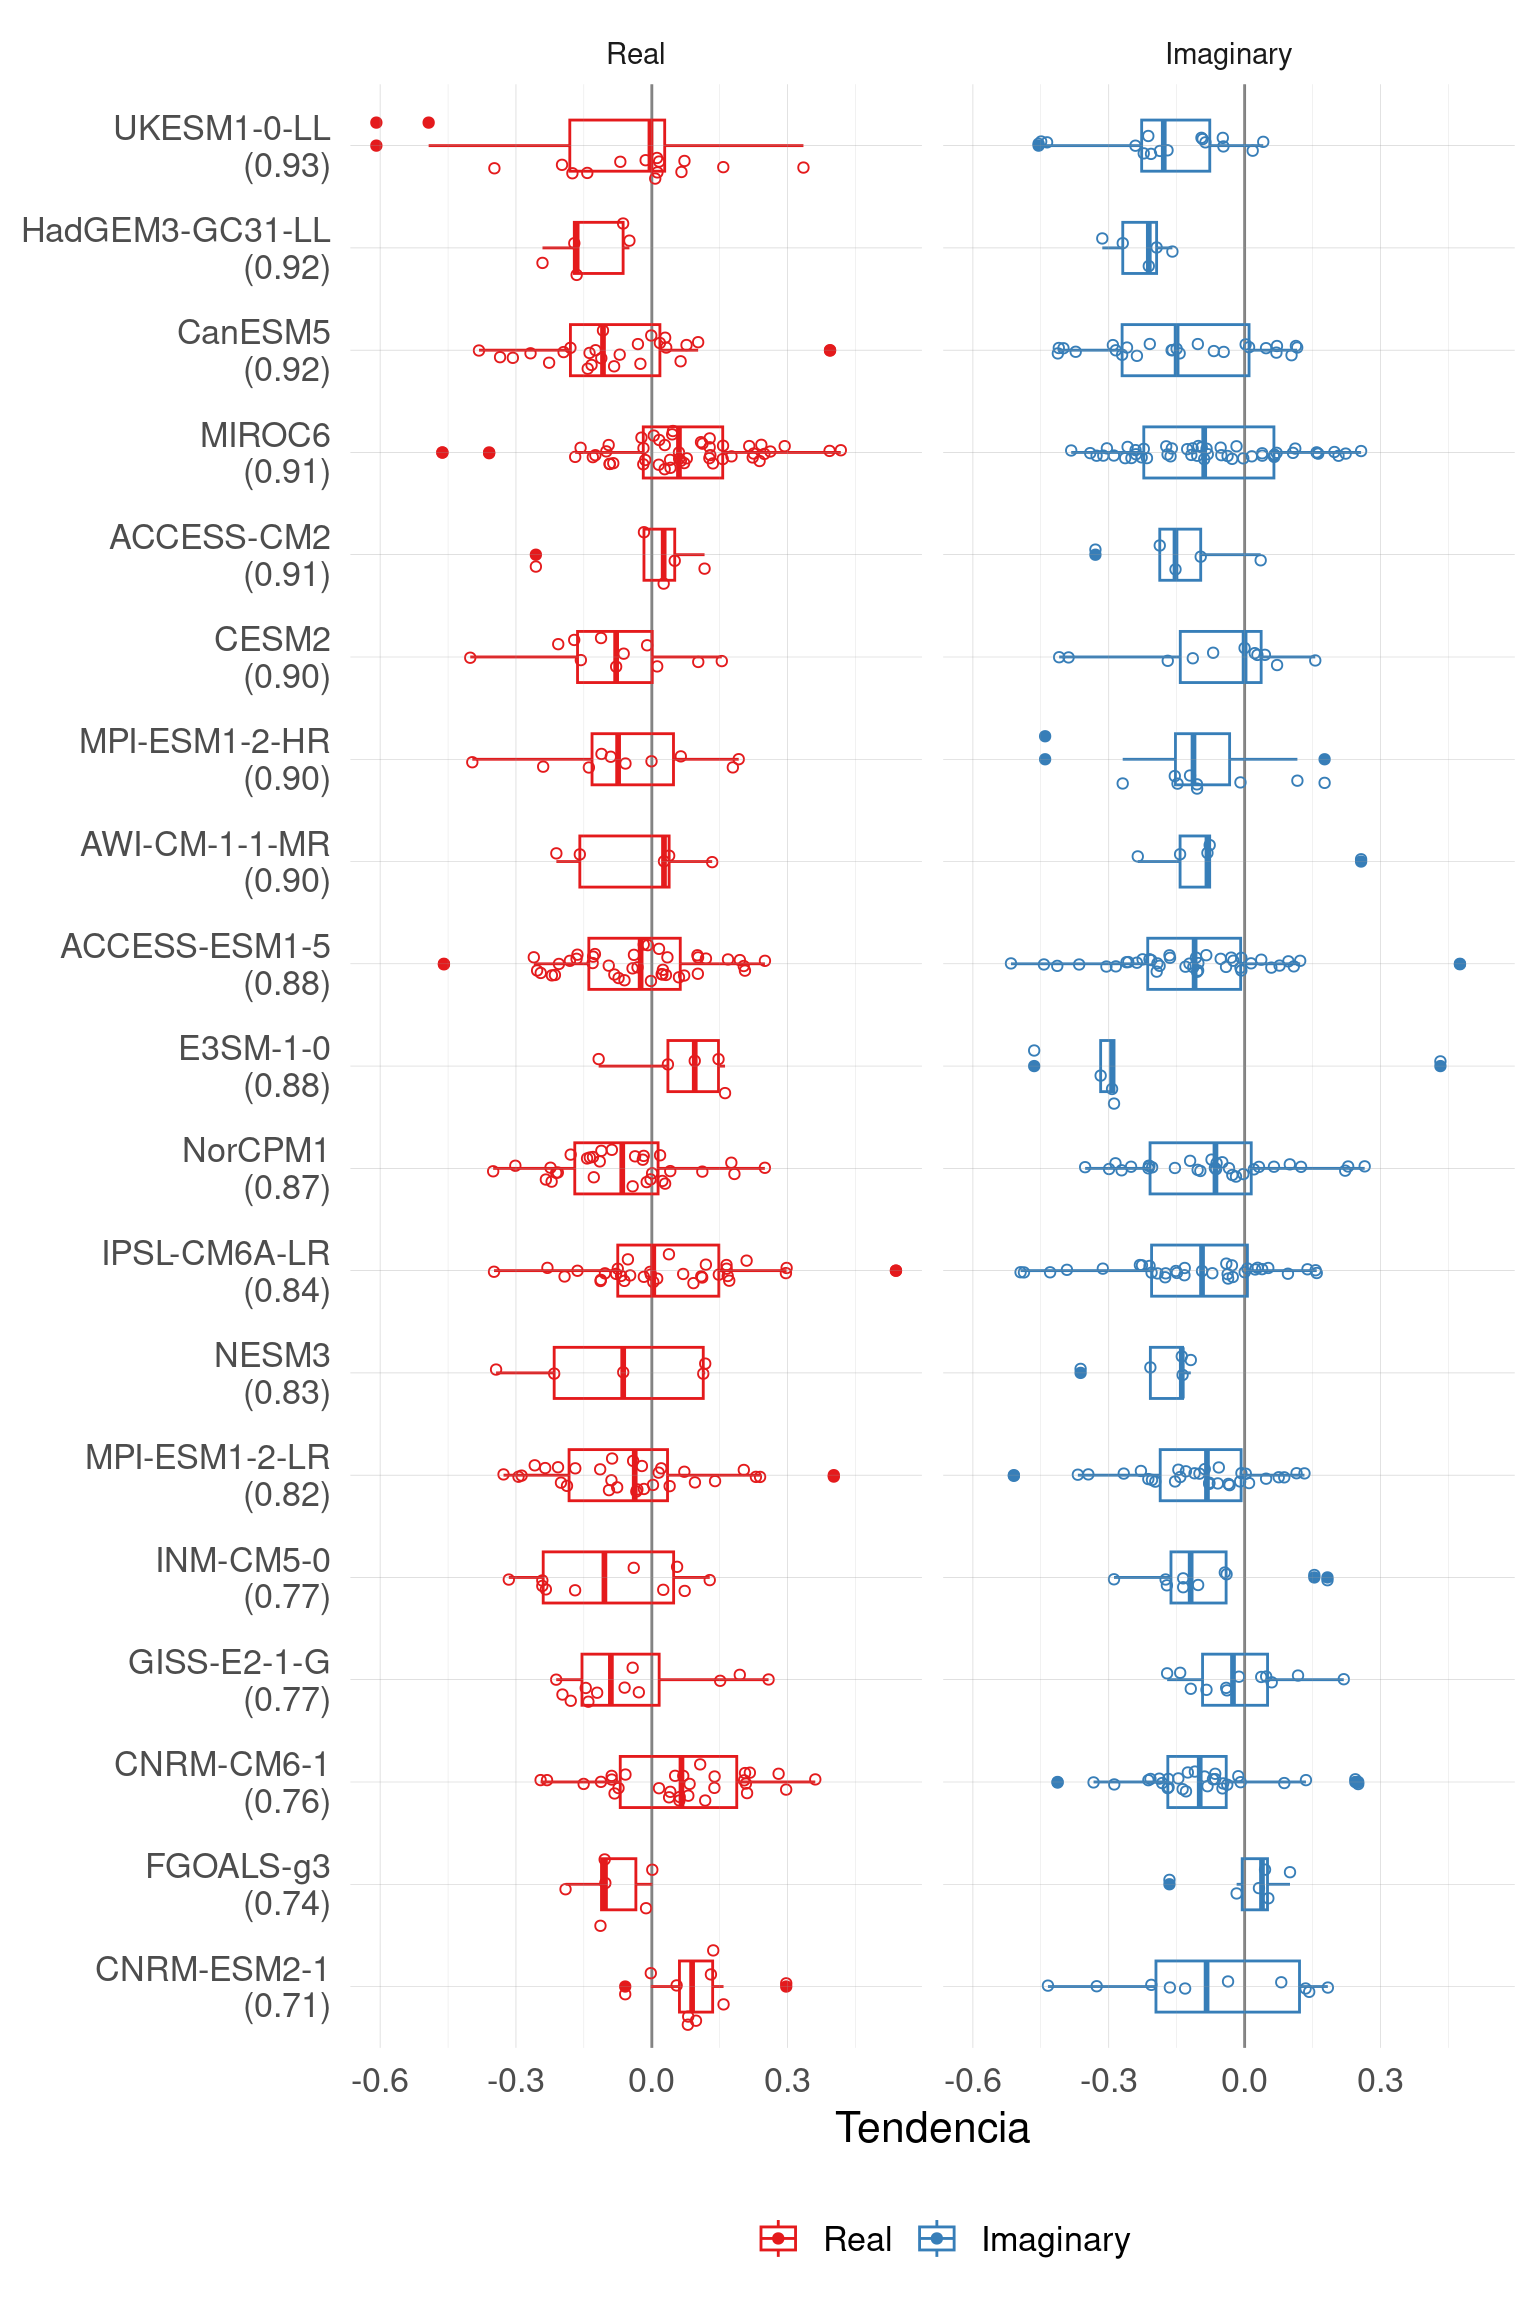 Real Imaginary
UKESM1-0-LL
(0.93)
HadGEM3-GC31-LL
(0.92)
CanESM5
(0.92)
MIROC6
(0.91)
ACCESS-CM2
(0.91)
CESM2
(0.90)
MPI-ESM1-2-HR
(0.90)
AWI-CM-1-1-MR
(0.90)
ACCESS-ESM1-5
(0.88)
E3SM-1-0
(0.88)
NorCPM1
(0.87)
IPSL-CM6A-LR
(0.84)
NESM3
(0.83)
MPI-ESM1-2-LR
(0.82)
INM-CM5-0
(0.77)
GISS-E2-1-G
(0.77)
CNRM-CM6-1
(0.76)
FGOALS-g3
(0.74)
CNRM-ESM2-1
(0.71)
-0.6 -0.3 0.0 0.3 -0.6 -0.3 0.0 0.3
Tendencia
Real Imaginary